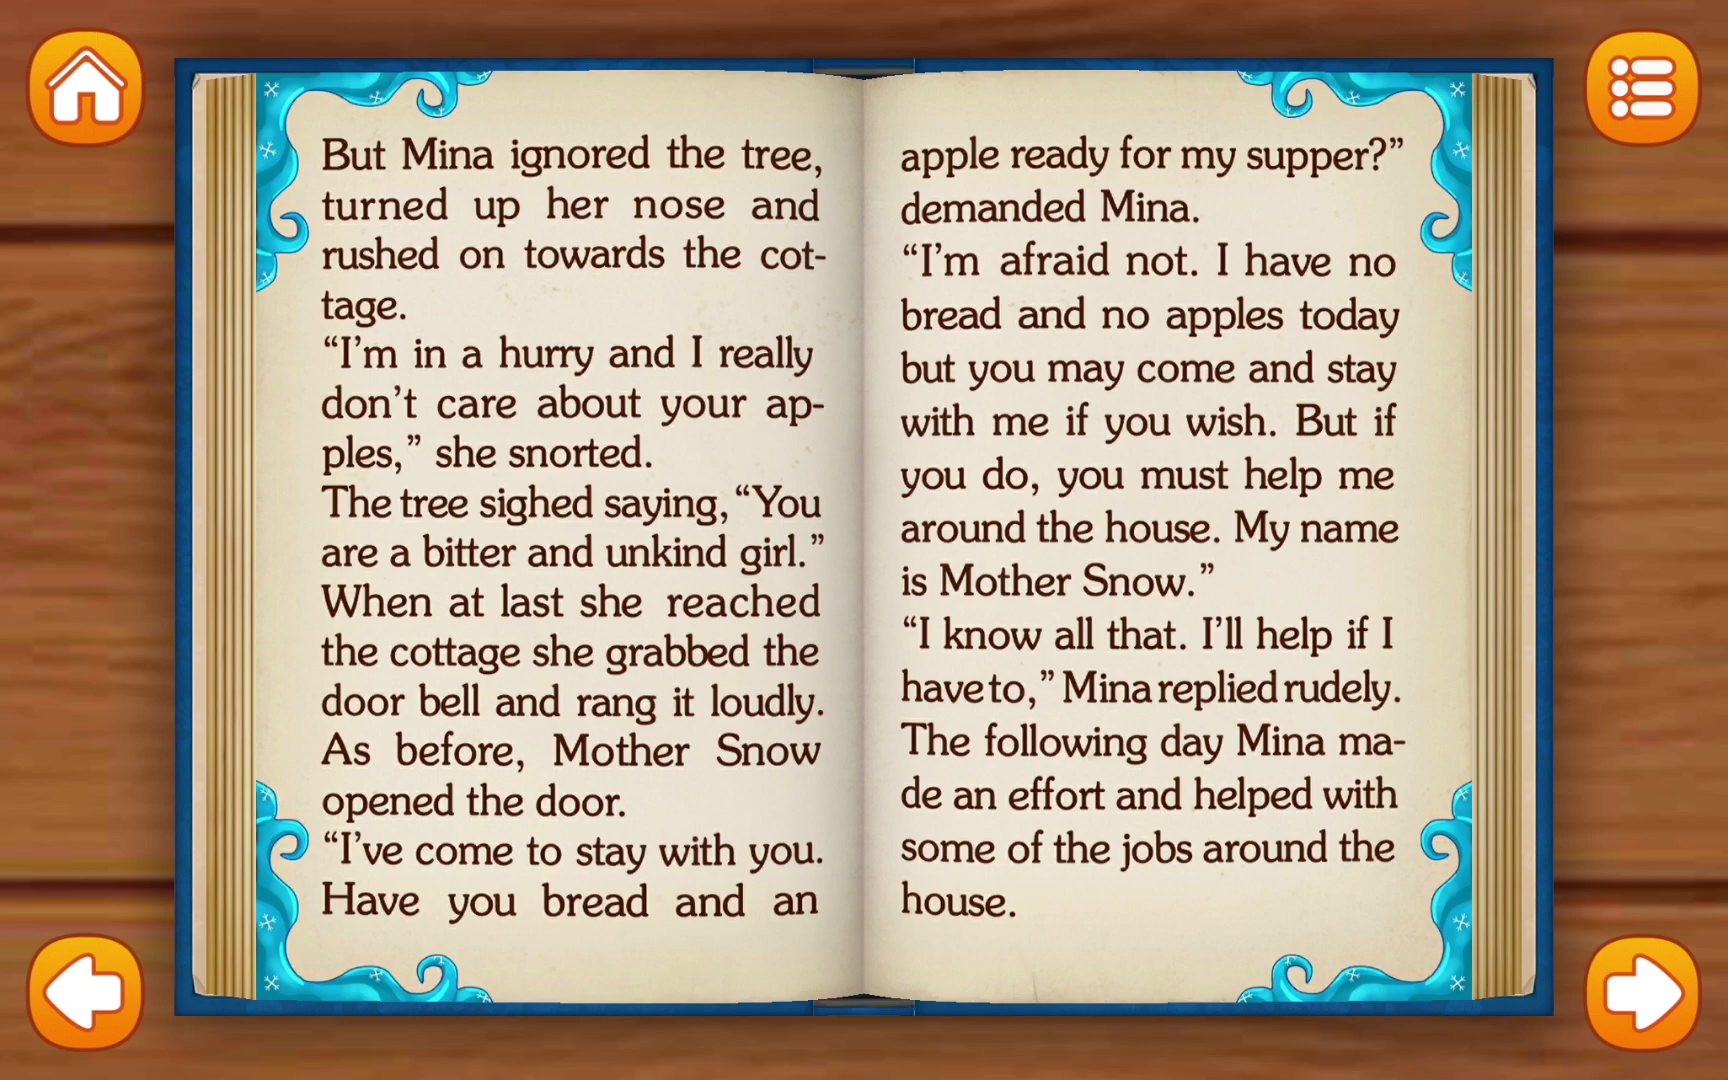 But Mina ignored the tree,
turned up her nose and
rushed on towards the cot-
tage.
“I’m in a hurry and I really
don’t care about your ap-
ples,” she snorted.
The tree sighed saying, “You
are a bitter and unkind girl.”
When at last she reached
the cottage she grabbed the
door bell and rang it loudly.
As before, Mother Snow
opened the door.
“I’ve come to stay with you.
Have you bread and an
apple ready for my supper?”
demanded Mina.
“I’m afraid not. I have no
bread and no apples today
but you may come and stay
with me if you wish. But if
you do, you must help me
around the house. My name
is Mother Snow.”
“I know all that. I’ll help if I
have to,” Mina replied rudely.
The following day Mina ma-
de an effort and helped with
some of the jobs around the
house.